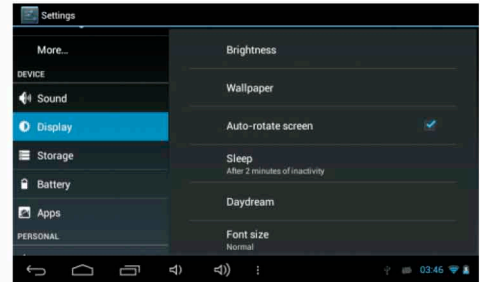 Settings
More...
DEVICE
Sound
Display
Storage
Battery
Apps
PERSONAL
Brightness
Wallpaper
Auto-rotate screen
Sleep
After 2 minutes of inactivity
Daydream
Font size
Normal
03:46